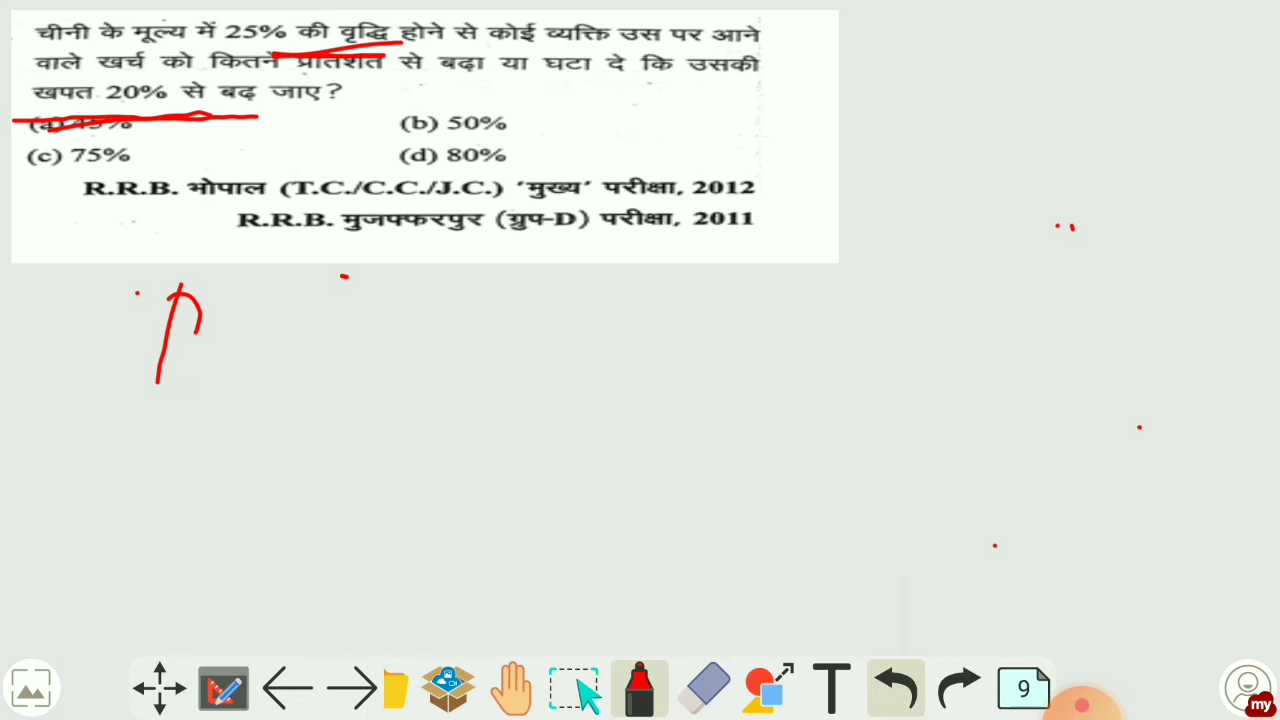 चीनी के मूल्य में 25% की वृद्धि होने से कोई व्यक्ति उस पर आने
वाले खर्च को कितने प्रतिशत से बढ़ा या घटा दे कि उसकी
खपत 20% से बढ़ जाए?
(a) 45% (b) 50%
(c) 75% (d) 80%
R.R.B. भोपाल (T.C./C.C./J.C.) 'मुख्य' परीक्षा, 2012
R.R.B. मुजफ्फरपुर (ग्रुप-D) परीक्षा, 2011
T
9
my